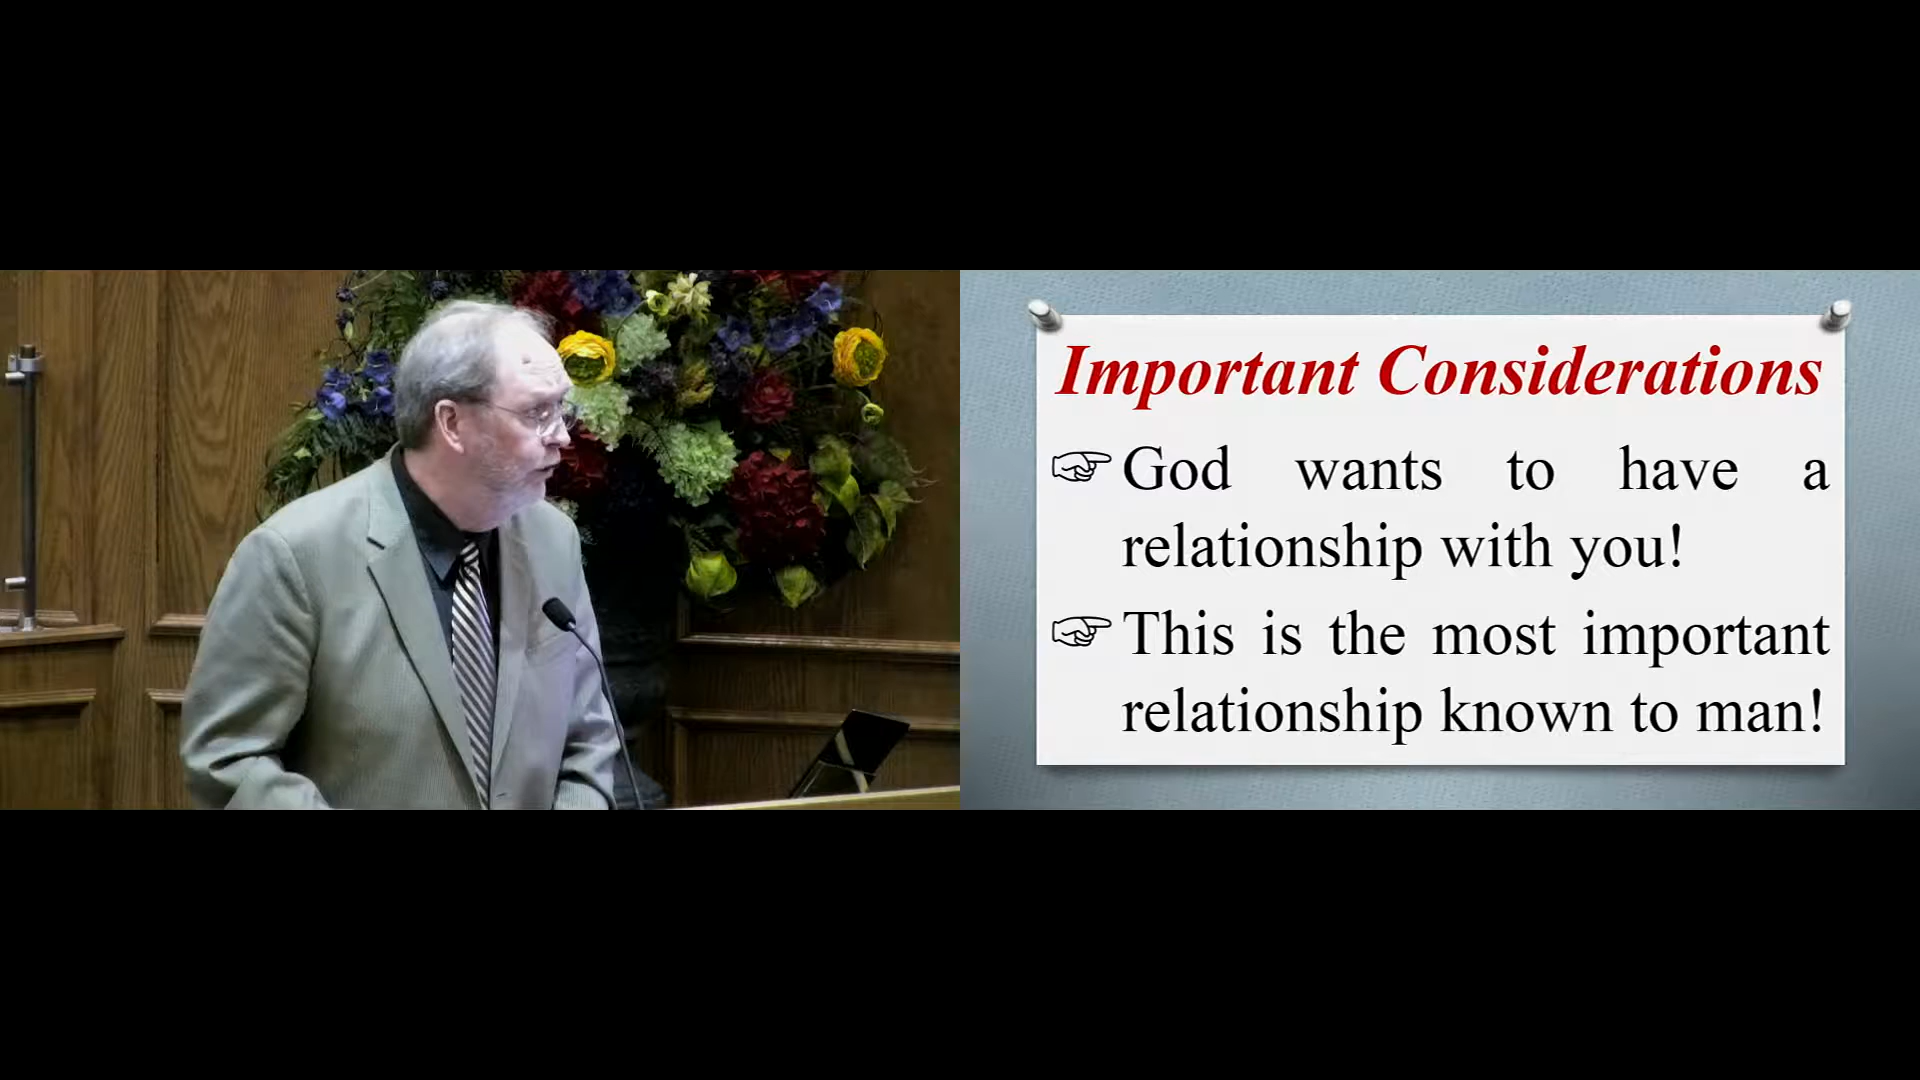 Important Considerations
God wants to have a
relationship with you!
This is the most important
relationship known to man!